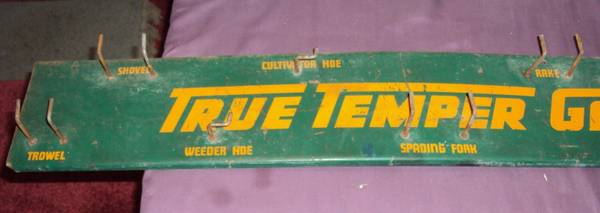 SHOVEL
CULTIVATOR HOE
RAKE
TRUE TEMPER G
TROWEL
WEEDER HOE
SPADING FORK